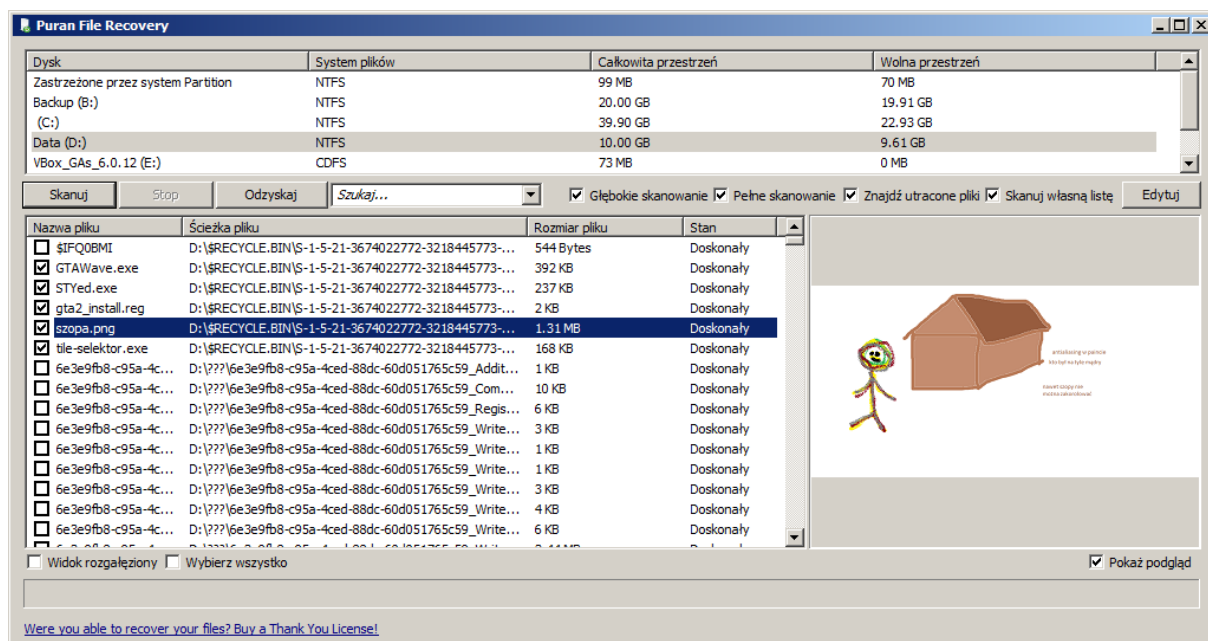 Puran File Recovery
Dysk System plików Całkowita przestrzeń Wolna przestrzeń
Zastrzeżone przez system Partition NTFS 99 MB 70 MB
Backup (B:) NTFS 20.00 GB 19.91 GB
(C:) NTFS 39.90 GB 22.93 GB
Data (D:) NTFS 10.00 GB 9.61 GB
VBox_GAs_6.0.12 (E:) CDFS 73 MB 0 MB
Skanuj Stop Odzyskaj Szukaj... Głębokie skanowanie Pełne skanowanie Znajdź utracone pliki Skanuj własną listę Edytuj
Nazwa pliku Ścieżka pliku Rozmiar pliku Stan
$IFQ0BMI D:\$RECYCLE.BIN\S-1-5-21-3674022772-3218445773-... 544 Bytes Doskonały
GTAWave.exe D:\$RECYCLE.BIN\S-1-5-21-3674022772-3218445773-... 392 KB Doskonały
STYed.exe D:\$RECYCLE.BIN\S-1-5-21-3674022772-3218445773-... 237 KB Doskonały
gta2_install.reg D:\$RECYCLE.BIN\S-1-5-21-3674022772-3218445773-... 2 KB Doskonały
szopa.png D:\$RECYCLE.BIN\S-1-5-21-3674022772-3218445773-... 1.31 MB Doskonały
tile-selektor.exe D:\$RECYCLE.BIN\S-1-5-21-3674022772-3218445773-... 168 KB Doskonały
6e3e9fb8-c95a-4c... D:\???\6e3e9fb8-c95a-4ced-88dc-60d051765c59_Addit... 1 KB Doskonały
6e3e9fb8-c95a-4c... D:\???\6e3e9fb8-c95a-4ced-88dc-60d051765c59_Com... 10 KB Doskonały
6e3e9fb8-c95a-4c... D:\???\6e3e9fb8-c95a-4ced-88dc-60d051765c59_Regis... 6 KB Doskonały
6e3e9fb8-c95a-4c... D:\???\6e3e9fb8-c95a-4ced-88dc-60d051765c59_Write... 3 KB Doskonały
6e3e9fb8-c95a-4c... D:\???\6e3e9fb8-c95a-4ced-88dc-60d051765c59_Write... 1 KB Doskonały
6e3e9fb8-c95a-4c... D:\???\6e3e9fb8-c95a-4ced-88dc-60d051765c59_Write... 1 KB Doskonały
6e3e9fb8-c95a-4c... D:\???\6e3e9fb8-c95a-4ced-88dc-60d051765c59_Write... 3 KB Doskonały
6e3e9fb8-c95a-4c... D:\???\6e3e9fb8-c95a-4ced-88dc-60d051765c59_Write... 4 KB Doskonały
6e3e9fb8-c95a-4c... D:\???\6e3e9fb8-c95a-4ced-88dc-60d051765c59_Write... 6 KB Doskonały
antialiasing w paincie
kto był na tyle mądry
nawet szopy nie
można zakolorować
Widok rozgałęziony Wybierz wszystko Pokaż podgląd
Were you able to recover your files? Buy a Thank You License!